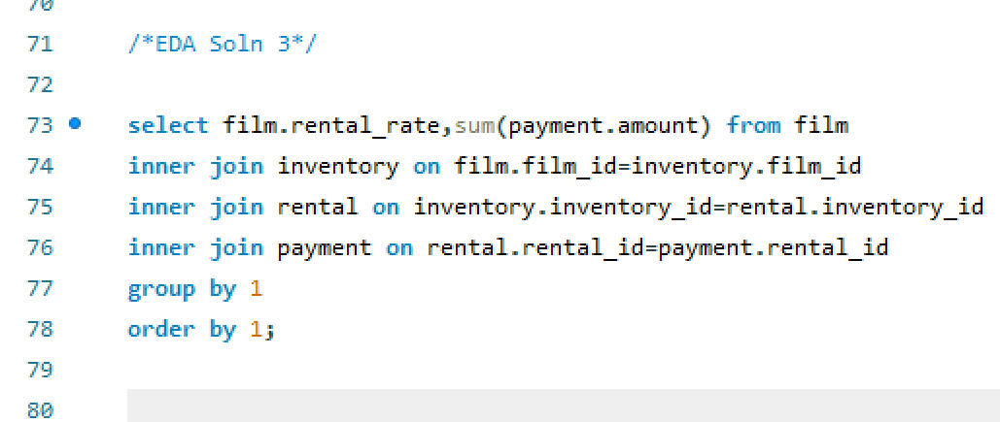 70
71 /*EDA Soln 3*/
72
73 select film.rental_rate,sum(payment.amount) from film
74 inner join inventory on film.film_id=inventory.film_id
75 inner join rental on inventory.inventory_id=rental.inventory_id
76 inner join payment on rental.rental_id=payment.rental_id
77 group by 1
78 order by 1;
79
80